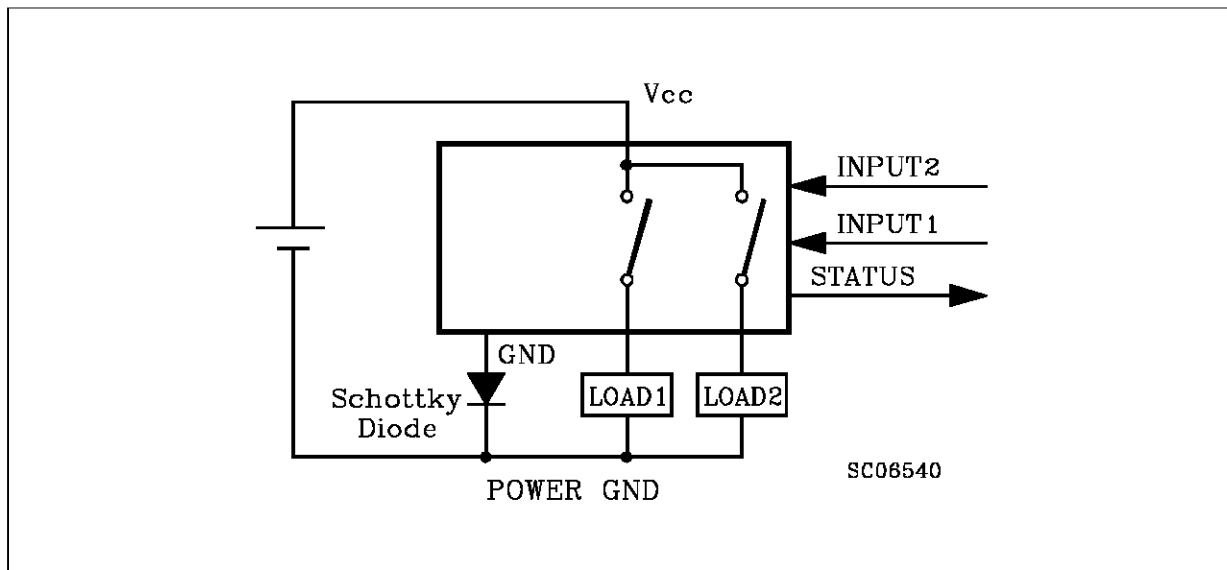 Vcc
INPUT2
INPUT1
STATUS
GND
Schottky
Diode
LOAD1
LOAD2
POWER GND
SC06540